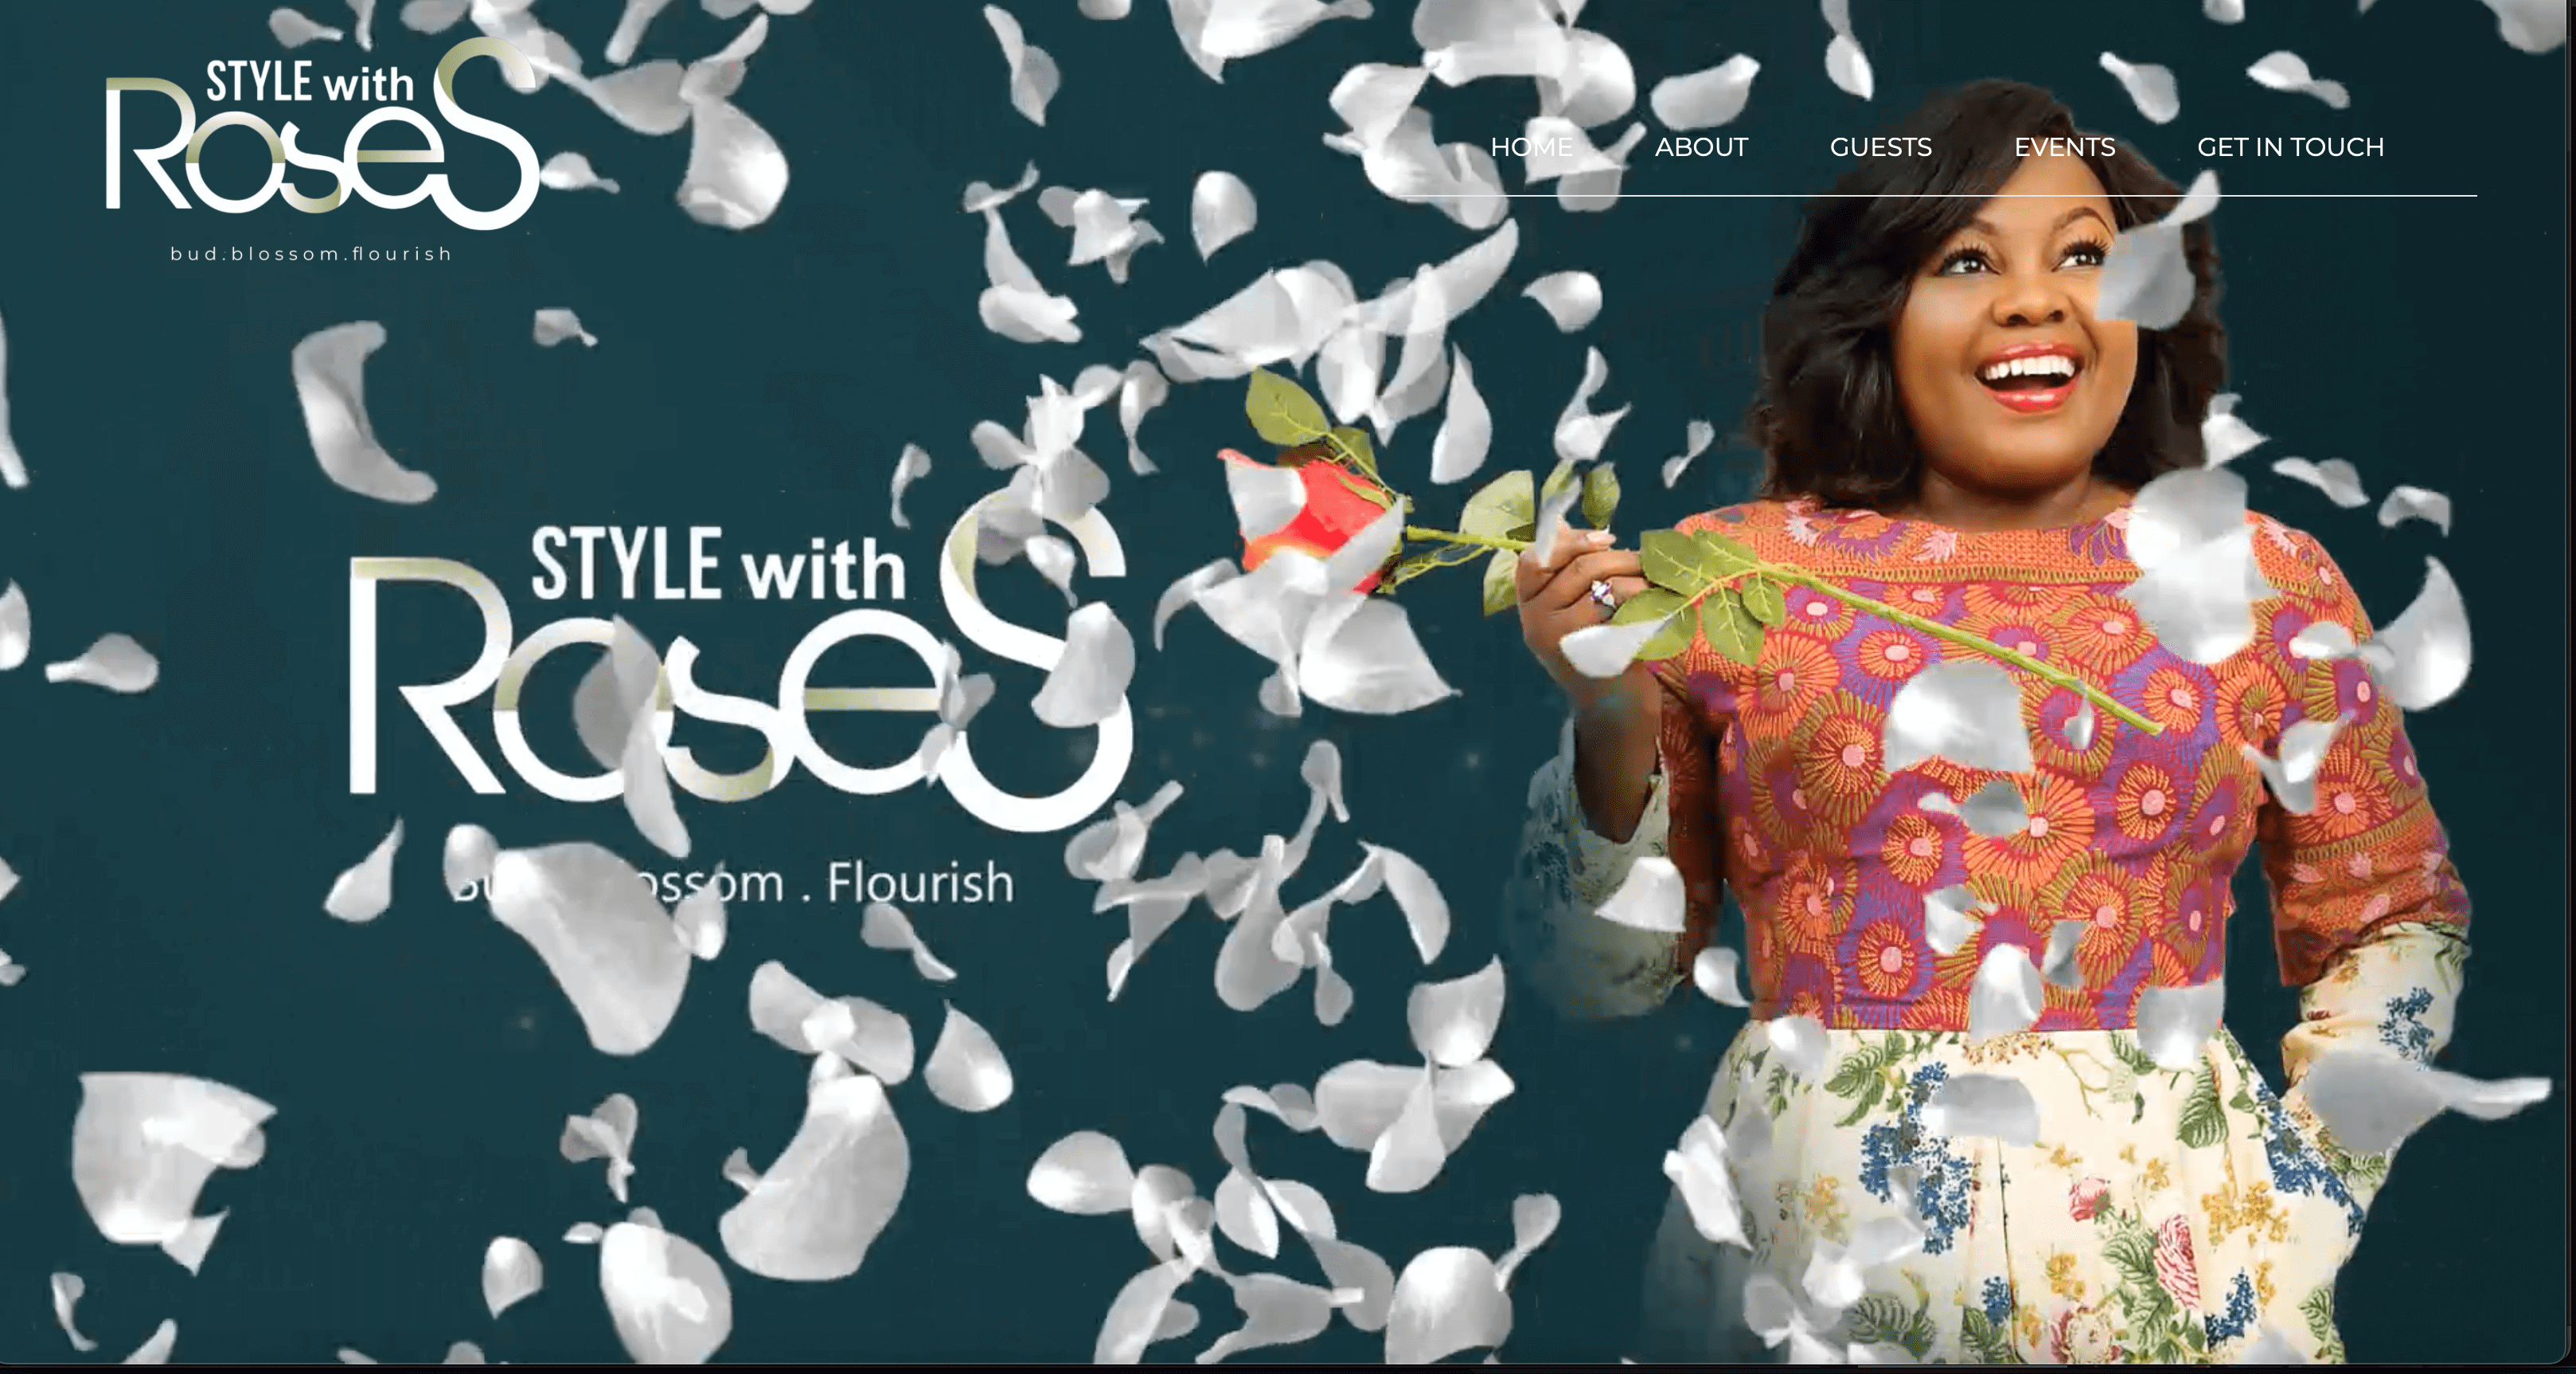 STYLE with
RoseS
bud.blossom.flourish
HOME ABOUT GUESTS EVENTS GET IN TOUCH
STYLE with
RoseS
. Flourish